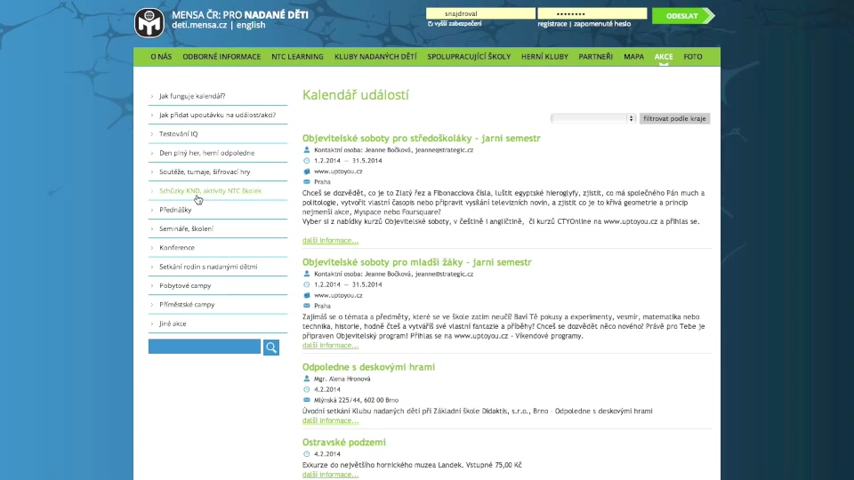 MENSA ČR: PRO NADANÉ DĚTI
deti.mensa.cz | english
snajdroval
••••••••
ODESLAT
vyšší zabezpečení
registrace | zapomenuté heslo
O NÁS
ODBORNÉ INFORMACE
NTC LEARNING
KLUBY NADANÝCH DĚTÍ
SPOLUPRACUJÍCÍ ŠKOLY
HERNÍ KLUBY
PARTNEŘI
MAPA
AKCE
FOTO
Jak funguje kalendář?
Jak přidat upoutávku na událost/akci?
Testování IQ
Den plný her, herní odpoledne
Soutěže, turnaje, šifrovací hry
Schůzky KND, aktivity NTC školek
Přednášky
Semináře, školení
Konference
Setkání rodin s nadanými dětmi
Pobytové campy
Příměstské campy
Jiné akce
Kalendář událostí
filtrovat podle kraje
Objevitelské soboty pro středoškoláky - jarní semestr
Kontaktní osoba: Jeanne Bočková, jeanne@strategic.cz
1.2.2014 — 31.5.2014
www.uptoyou.cz
Praha
Chceš se dozvědět, co je to Zlatý řez a Fibonacciova čísla, luštit egyptské hieroglyfy, zjistit, co má společného Pán much a
politologie, vytvořit vlastní časopis nebo připravit vysílání televizních novin, a zjistit co je to křivá geometrie a princip
nejmenší akce, Myspace nebo Foursquare?
Vyber si z nabídky kurzů Objevitelské soboty, v češtině i angličtině, či kurzů CTYOnline na www.uptoyou.cz a přihlas se.
další informace...
Objevitelské soboty pro mladší žáky - jarní semestr
Kontaktní osoba: Jeanne Bočková, jeanne@strategic.cz
1.2.2014 — 31.5.2014
www.uptoyou.cz
Praha
Zajímáš se o témata a předměty, které se ve škole zatím neučí? Baví Tě pokusy a experimenty, vesmír, matematika nebo
technika, historie, hodně čteš a vytváříš své vlastní fantazie a příběhy? Chceš se dozvědět něco nového? Právě pro Tebe je
připraven Objevitelský program! Přihlas se na www.uptoyou.cz - Víkendové programy.
další informace...
Odpoledne s deskovými hrami
Mgr. Alena Hronová
4.2.2014
Mlýnská 225/44, 602 00 Brno
Úvodní setkání Klubu nadaných dětí při Základní škole Didaktis, s.r.o., Brno - Odpoledne s deskovými hrami
další informace...
Ostravské podzemí
4.2.2014
Exkurze do největšího hornického muzea Landek. Vstupné 75,00 Kč
další informace...